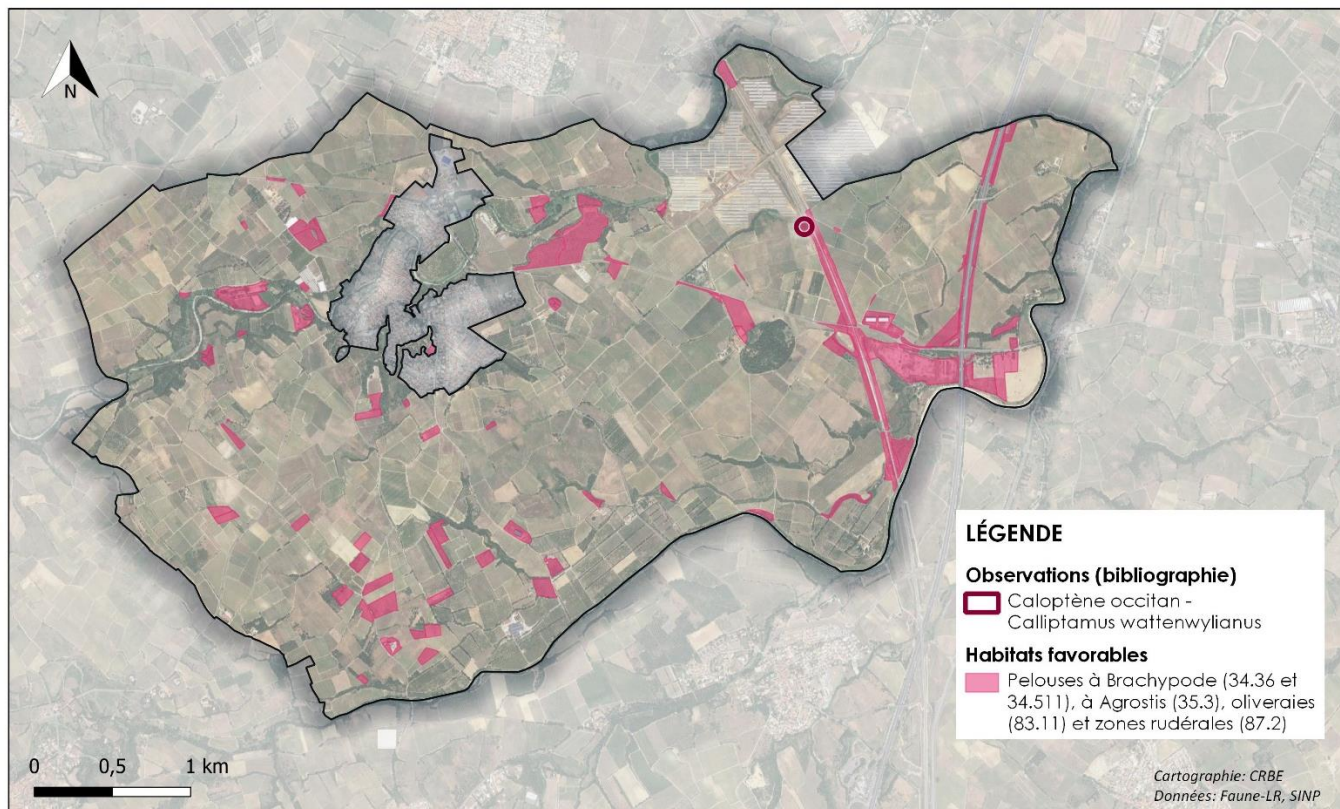 N
LÉGENDE
Observations (bibliographie)
Caloptène occitan -
Calliptamus wattenwylianus
Habitats favorables
Pelouses à Brachypode (34.36 et
34.511), à Agrostis (35.3), oliveraies
(83.11) et zones rudérales (87.2)
0 0,5 1 km
Cartographie: CRBE
Données: Faune-LR, SINP